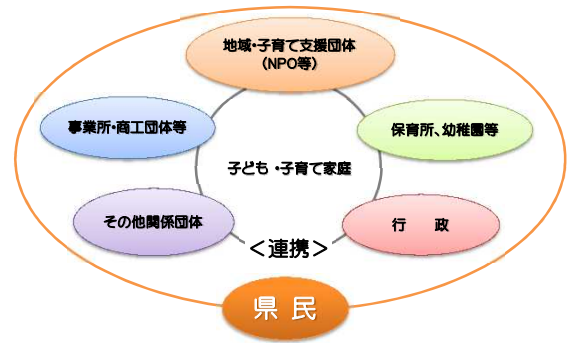 地域・子育て支援団体
（NPO等）
事業所・商工団体等
保育所、幼稚園等
子ども・子育て家庭
その他関係団体
行　政
＜連携＞
県 民